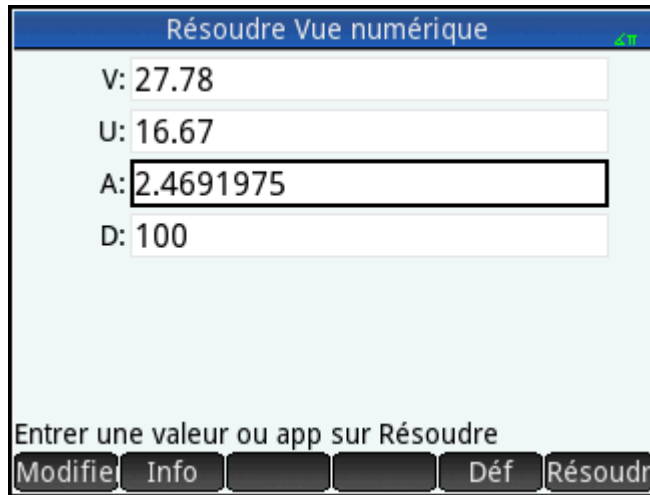 Résoudre Vue numérique
∡π
V: 27.78
U: 16.67
A: 2.4691975
D: 100
Entrer une valeur ou app sur Résoudre
Modifie Info Déf Résoudr